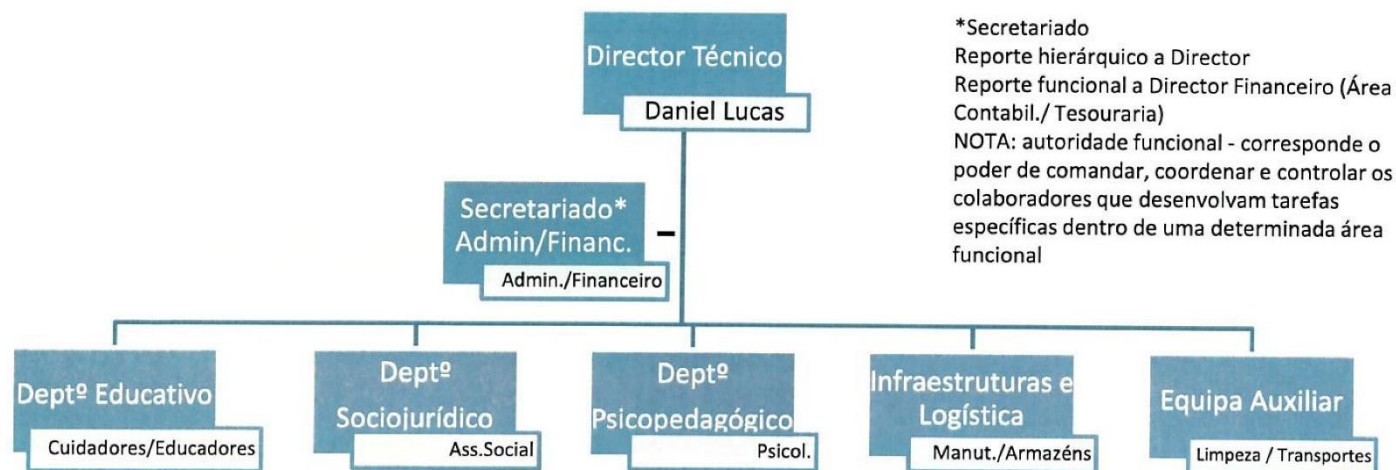 Director Técnico
Daniel Lucas
*Secretariado
Reporte hierárquico a Director
Reporte funcional a Director Financeiro (Área
Contabil./ Tesouraria)
NOTA: autoridade funcional - corresponde o
poder de comandar, coordenar e controlar os
colaboradores que desenvolvam tarefas
específicas dentro de uma determinada área
funcional
Secretariado*
Admin/Financ.
Admin./Financeiro
Deptº Educativo
Cuidadores/Educadores
Deptº
Sociojurídico
Ass.Social
Deptº
Psicopedagógico
Psicol.
Infraestruturas e
Logística
Manut./Armazéns
Equipa Auxiliar
Limpeza / Transportes